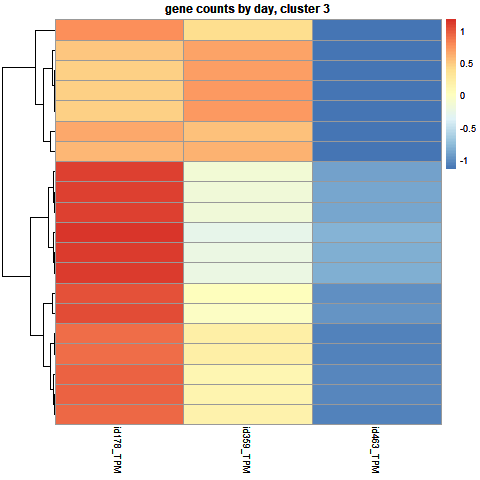 gene counts by day, cluster 3
1
0.5
0
-0.5
-1
id178_TPM
id359_TPM
id463_TPM